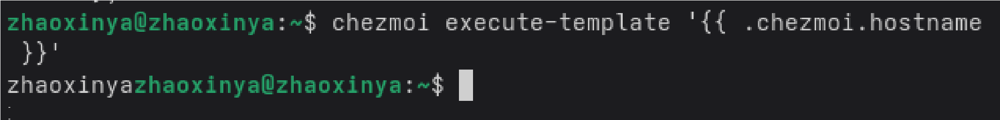 zhaoxinya@zhaoxinya:~$ chezmoi execute-template '{{ .chezmoi.hostname
 }}'
zhaoxinyazhaoxinya@zhaoxinya:~$